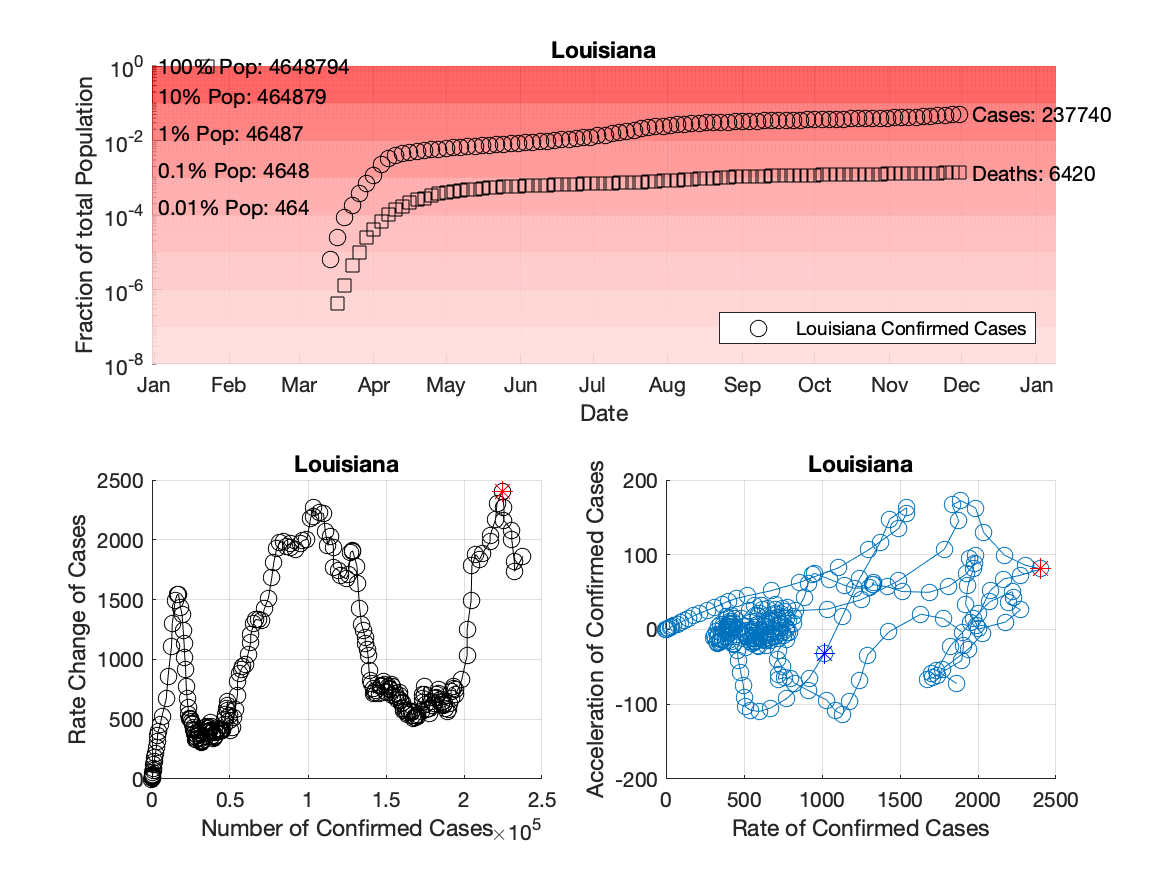 Louisiana
10^0
10^-2
10^-4
10^-6
10^-8
Fraction of total Population
100% Pop: 4648794
10% Pop: 464879
1% Pop: 46487
0.1% Pop: 4648
0.01% Pop: 464
Cases: 237740
Deaths: 6420
Louisiana Confirmed Cases
Jan Feb Mar Apr May Jun Jul Aug Sep Oct Nov Dec Jan
Date
Louisiana
2500
2000
1500
1000
500
0
Rate Change of Cases
0 0.5 1 1.5 2 2.5
Number of Confirmed Cases ×10^5
Louisiana
200
100
0
-100
-200
Acceleration of Confirmed Cases
0 500 1000 1500 2000 2500
Rate of Confirmed Cases